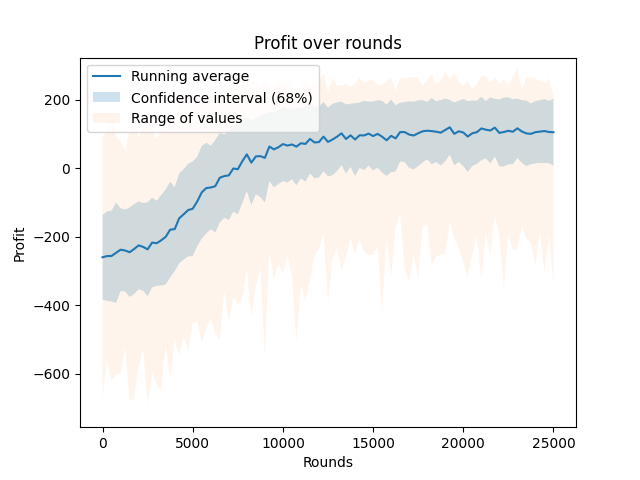 Profit over rounds
Running average
Confidence interval (68%)
Range of values
Profit
200
0
−200
−400
−600
0
5000
10000
15000
20000
25000
Rounds